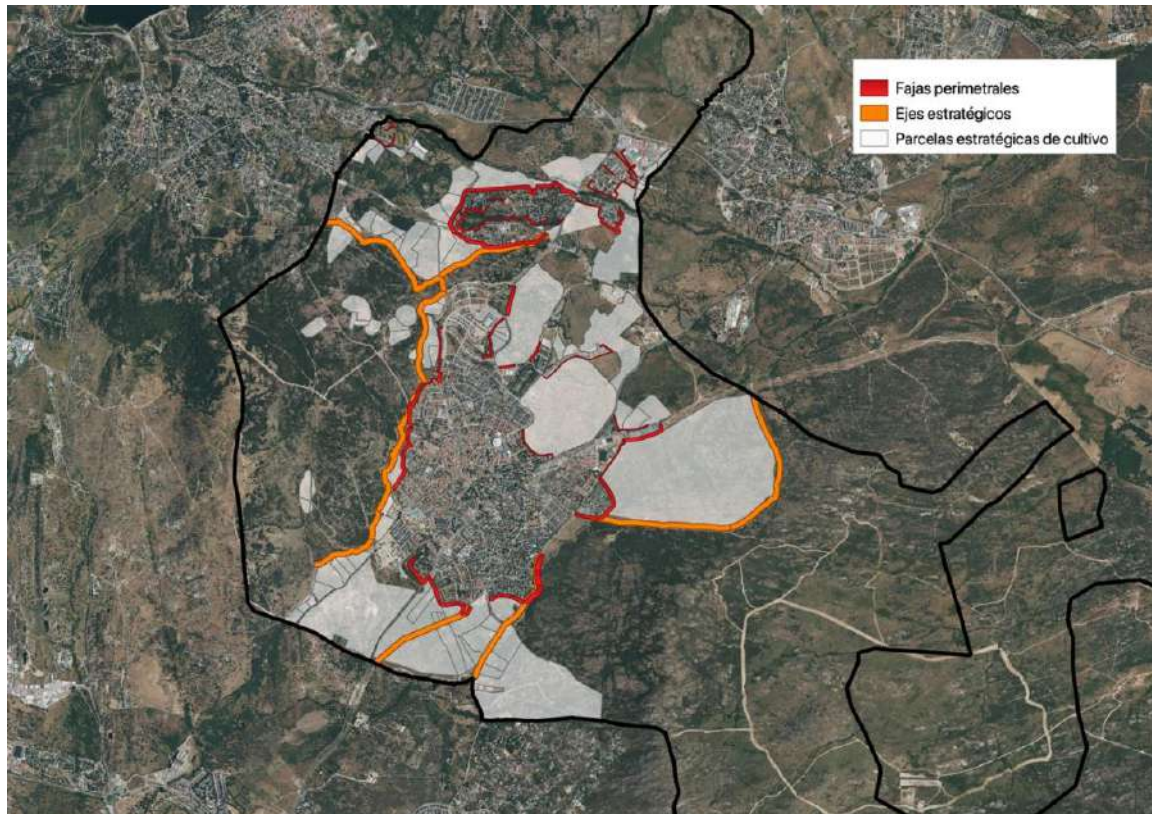 Fajas perimetrales
Ejes estratégicos
Parcelas estratégicas de cultivo